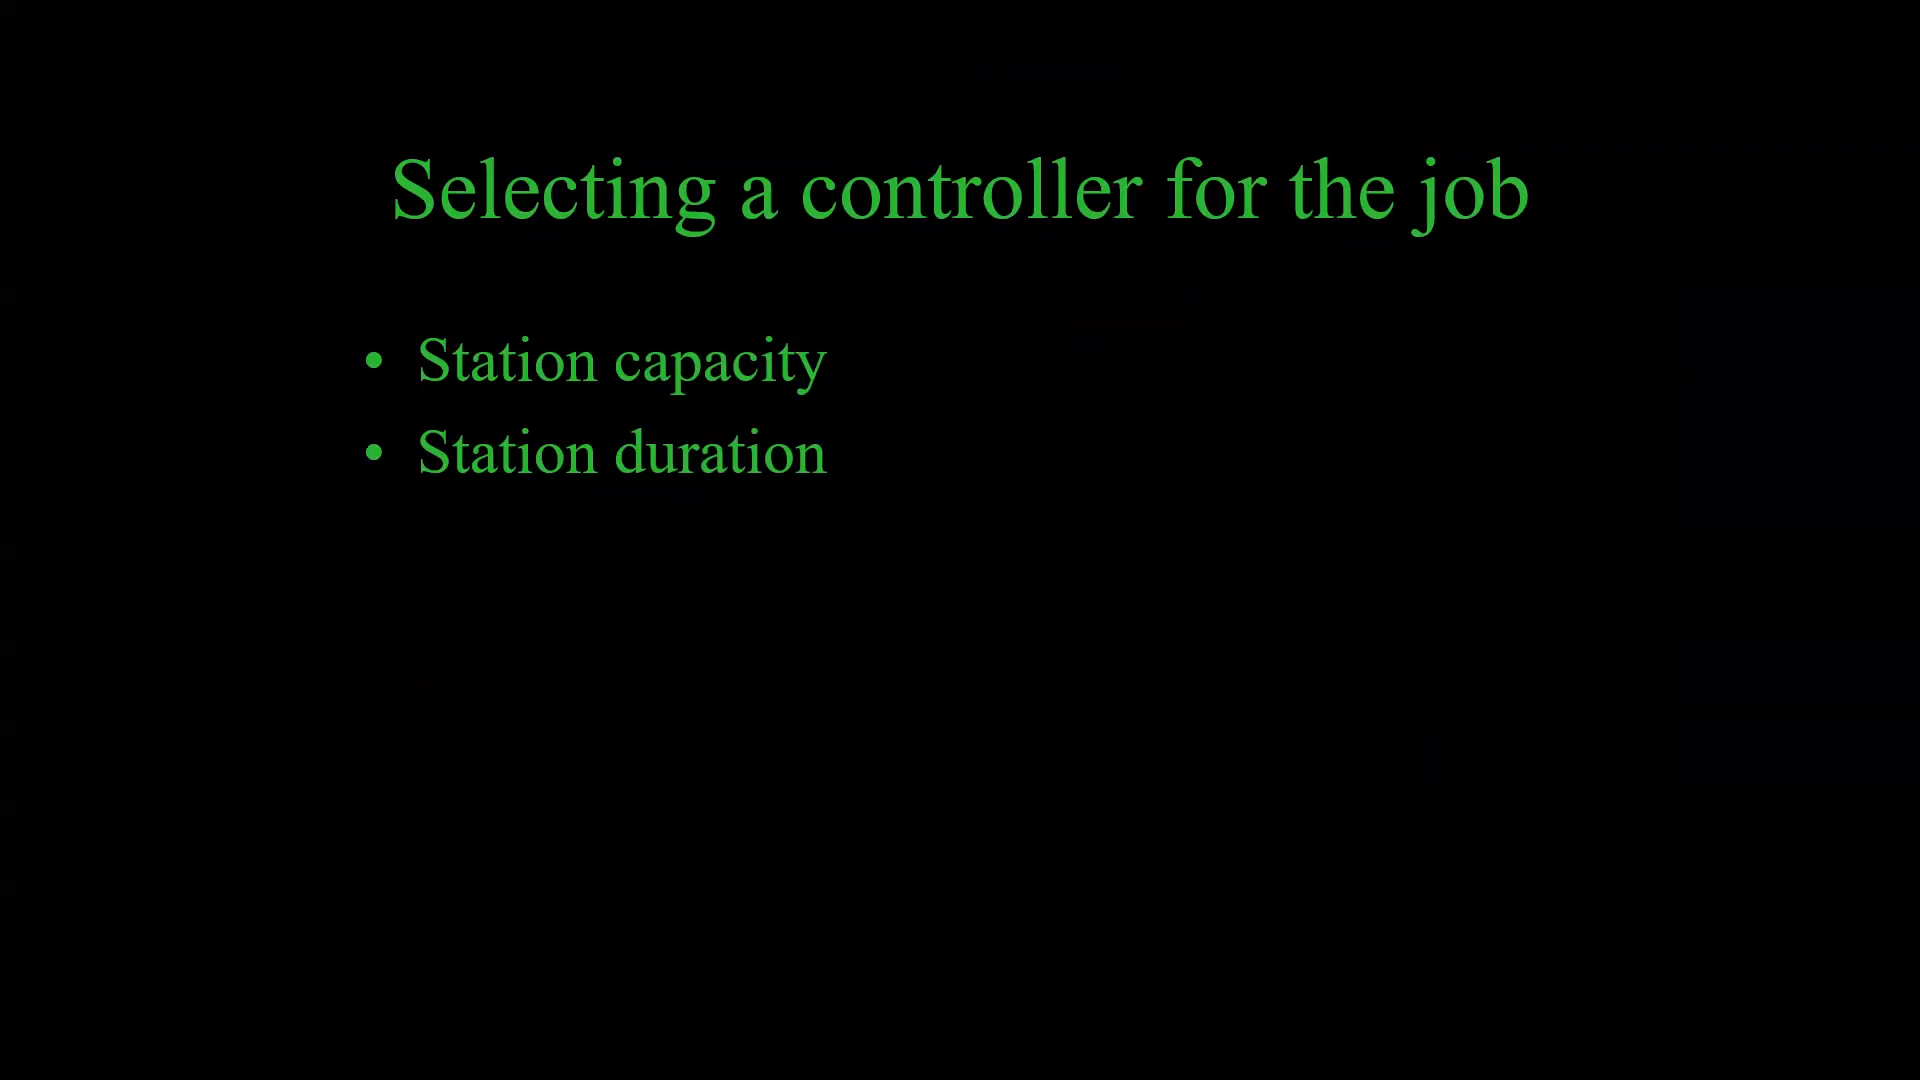 Selecting a controller for the job
• Station capacity
• Station duration